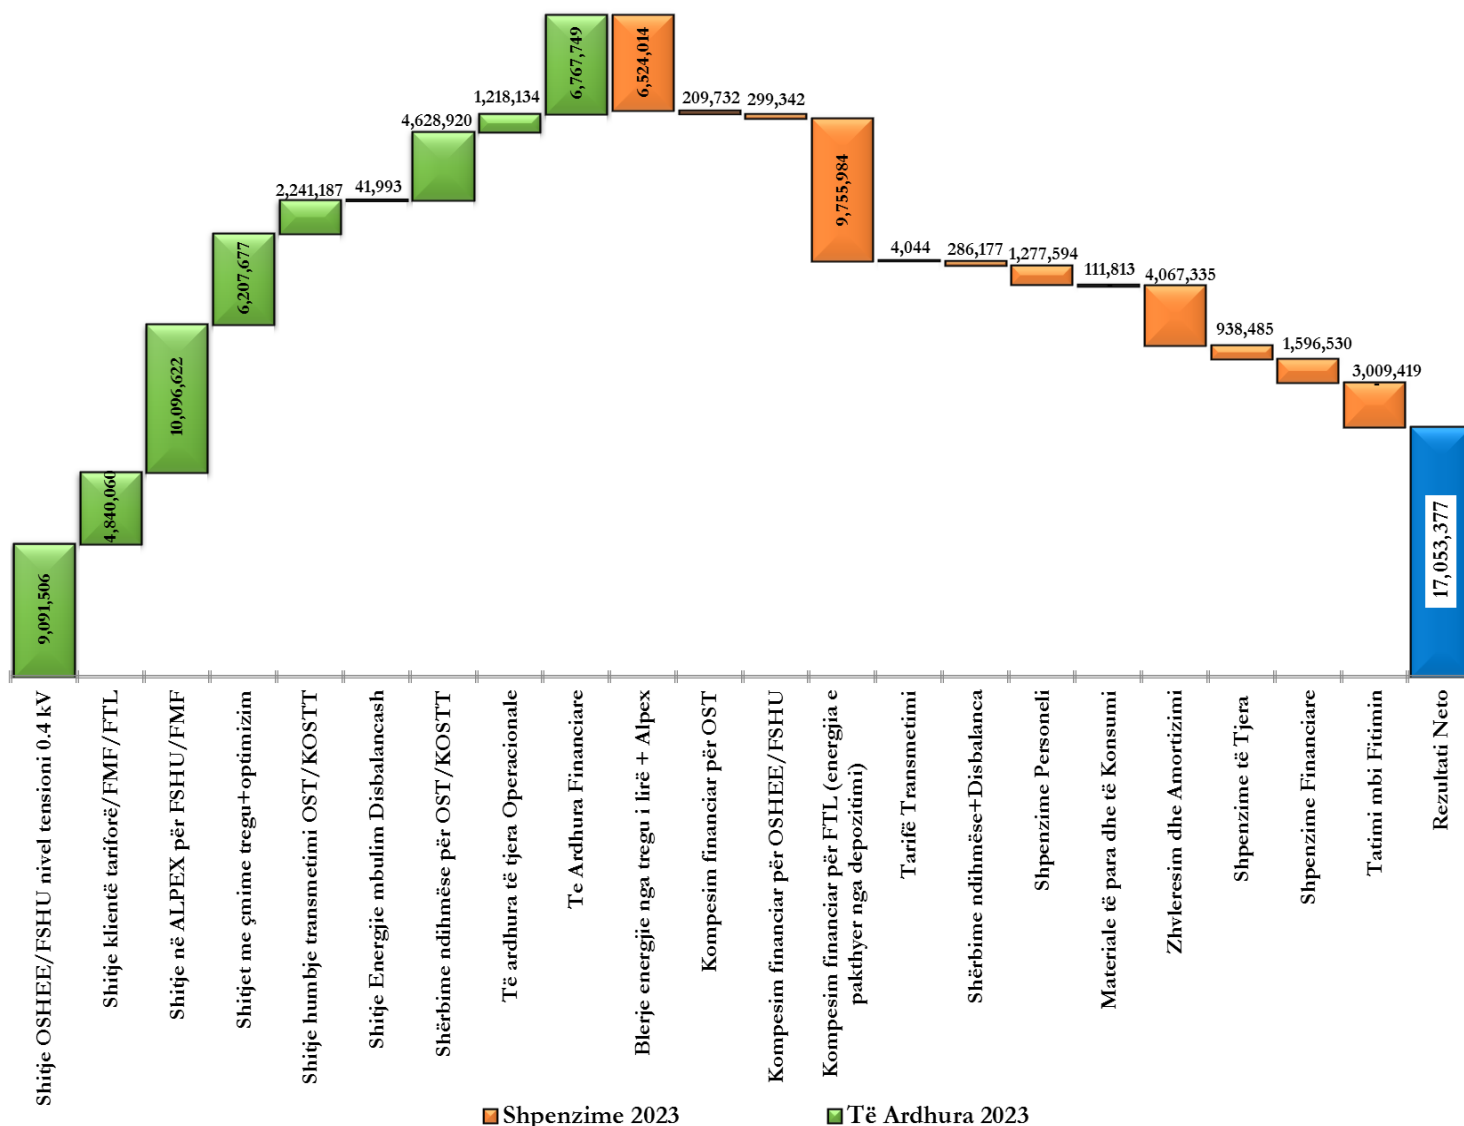 9,091,506
4,840,060
10,096,622
6,207,677
2,241,187
41,993
4,628,920
1,218,134
6,767,749
6,524,014
209,732
299,342
9,755,984
4,044
286,177
1,277,594
111,813
4,067,335
938,485
1,596,530
3,009,419
-
17,053,377
Shitje OSHEE/FSHU nivel tensioni 0.4 kV
Shitje klientë tariforë/FMF/FTL
Shitje në ALPEX për FSHU/FMF
Shitjet me çmime tregu+optimizim
Shitje humbje transmetimi OST/KOSTT
Shitje Energjie mbulim Disbalancash
Shërbime ndihmëse për OST/KOSTT
Të ardhura të tjera Operacionale
Te Ardhura Financiare
Blerje energjie nga tregu i lirë + Alpex
Kompesim financiar për OST
Kompesim financiar për OSHEE/FSHU
Kompesim financiar për FTL (energjia e
pakthyer nga depozitimi)
Tarifë Transmetimi
Shërbime ndihmëse+Disbalanca
Shpenzime Personeli
Materiale të para dhe të Konsumi
Zhvleresim dhe Amortizimi
Shpenzime të Tjera
Shpenzime Financiare
Tatimi mbi Fitimin
Rezultati Neto
Shpenzime 2023
Të Ardhura 2023